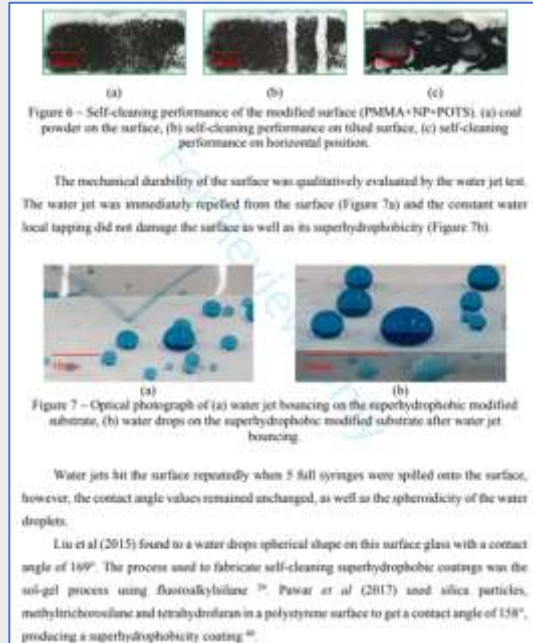 (a) (b) (c)
Figure 6 – Self-cleaning performance of the modified surface (PMMA+NP+POTS). (a) coal
powder on the surface, (b) self-cleaning performance on tilted surface, (c) self-cleaning
performance on horizontal position.
The mechanical durability of the surface was qualitatively evaluated by the water jet test.
The water jet was immediately repelled from the surface (Figure 7a) and the constant water
local tapping did not damage the surface as well as its superhydrophobicity (Figure 7b).
(a) (b)
Figure 7 – Optical photograph of (a) water jet bouncing on the superhydrophobic modified
substrate, (b) water drops on the superhydrophobic modified substrate after water jet
bouncing.
Water jets hit the surface repeatedly when 5 full syringes were spilled onto the surface,
however, the contact angle values remained unchanged, as well as the spheroidicity of the water
droplets.
Liu et al (2015) found to a water drops spherical shape on this surface glass with a contact
angle of 169°. The process used to fabricate self-cleaning superhydrophobic coatings was the
sol-gel process using fluoroalkylsilane. Pawar et al (2017) used silica particles,
methyltrichorosilane and tetrahydrofuran in a polystyrene surface to get a contact angle of 158°,
producing a superhydrophobicity coating.